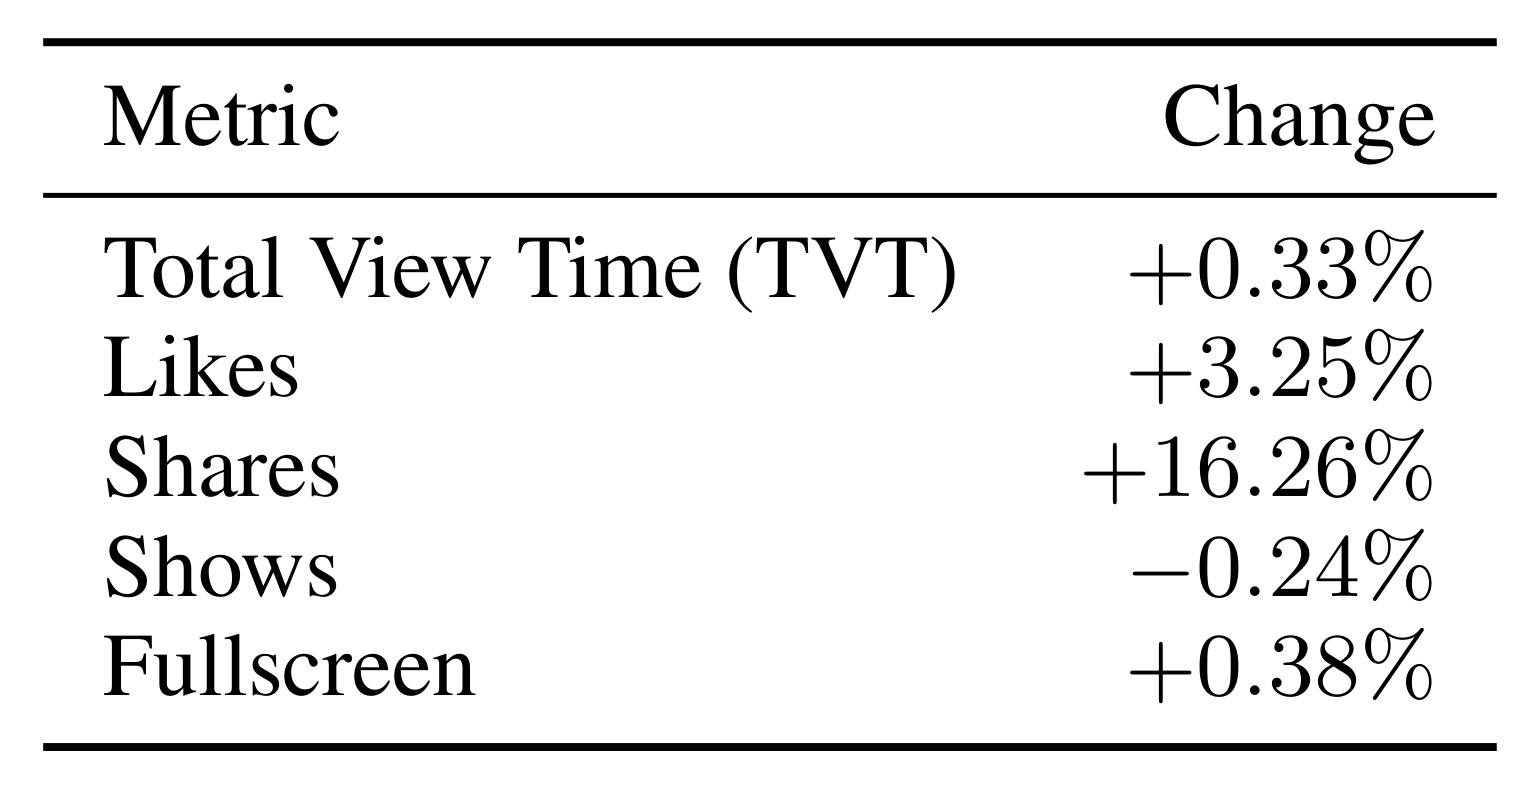 Metric Change
Total View Time (TVT) +0.33%
Likes +3.25%
Shares +16.26%
Shows −0.24%
Fullscreen +0.38%